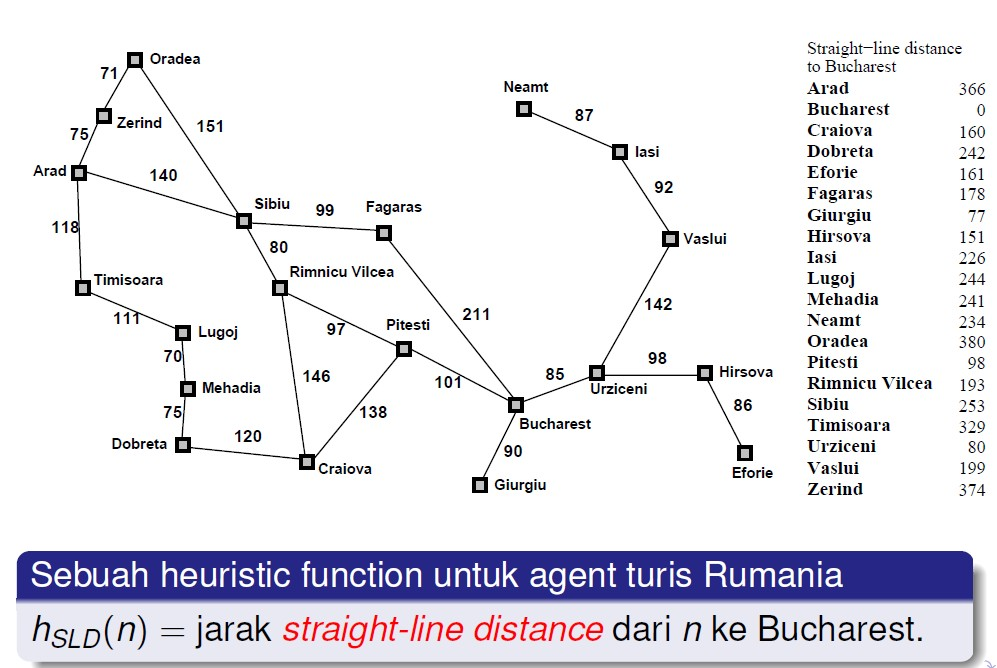 Oradea
71
Neamt
87
Zerind
75
151
Iasi
Arad
140
92
Sibiu
99
Fagaras
118
80
Vaslui
Rimnicu Vilcea
Timisoara
142
211
111
Lugoj
97
Pitesti
70
98
Hirsova
146
85
101
Urziceni
Mehadia
86
75
138
Bucharest
120
Dobreta
90
Craiova
Eforie
Giurgiu
Straight−line distance
to Bucharest
Arad 366
Bucharest 0
Craiova 160
Dobreta 242
Eforie 161
Fagaras 178
Giurgiu 77
Hirsova 151
Iasi 226
Lugoj 244
Mehadia 241
Neamt 234
Oradea 380
Pitesti 98
Rimnicu Vilcea 193
Sibiu 253
Timisoara 329
Urziceni 80
Vaslui 199
Zerind 374
Sebuah heuristic function untuk agent turis Rumania
hSLD(n) = jarak straight-line distance dari n ke Bucharest.